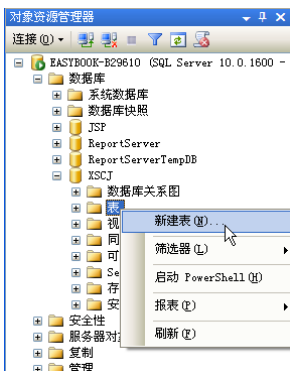 对象资源管理器
连接(O)
EASYBOOK-B29610 (SQL Server 10.0.1600 -
数据库
系统数据库
数据库快照
JSP
ReportServer
ReportServerTempDB
XSCJ
数据库关系图
表
新建表(N)...
视
筛选器(L)
同
可
启动 PowerShell(H)
Se
存
报表(P)
安
安全性
刷新(F)
服务器对
复制
管理